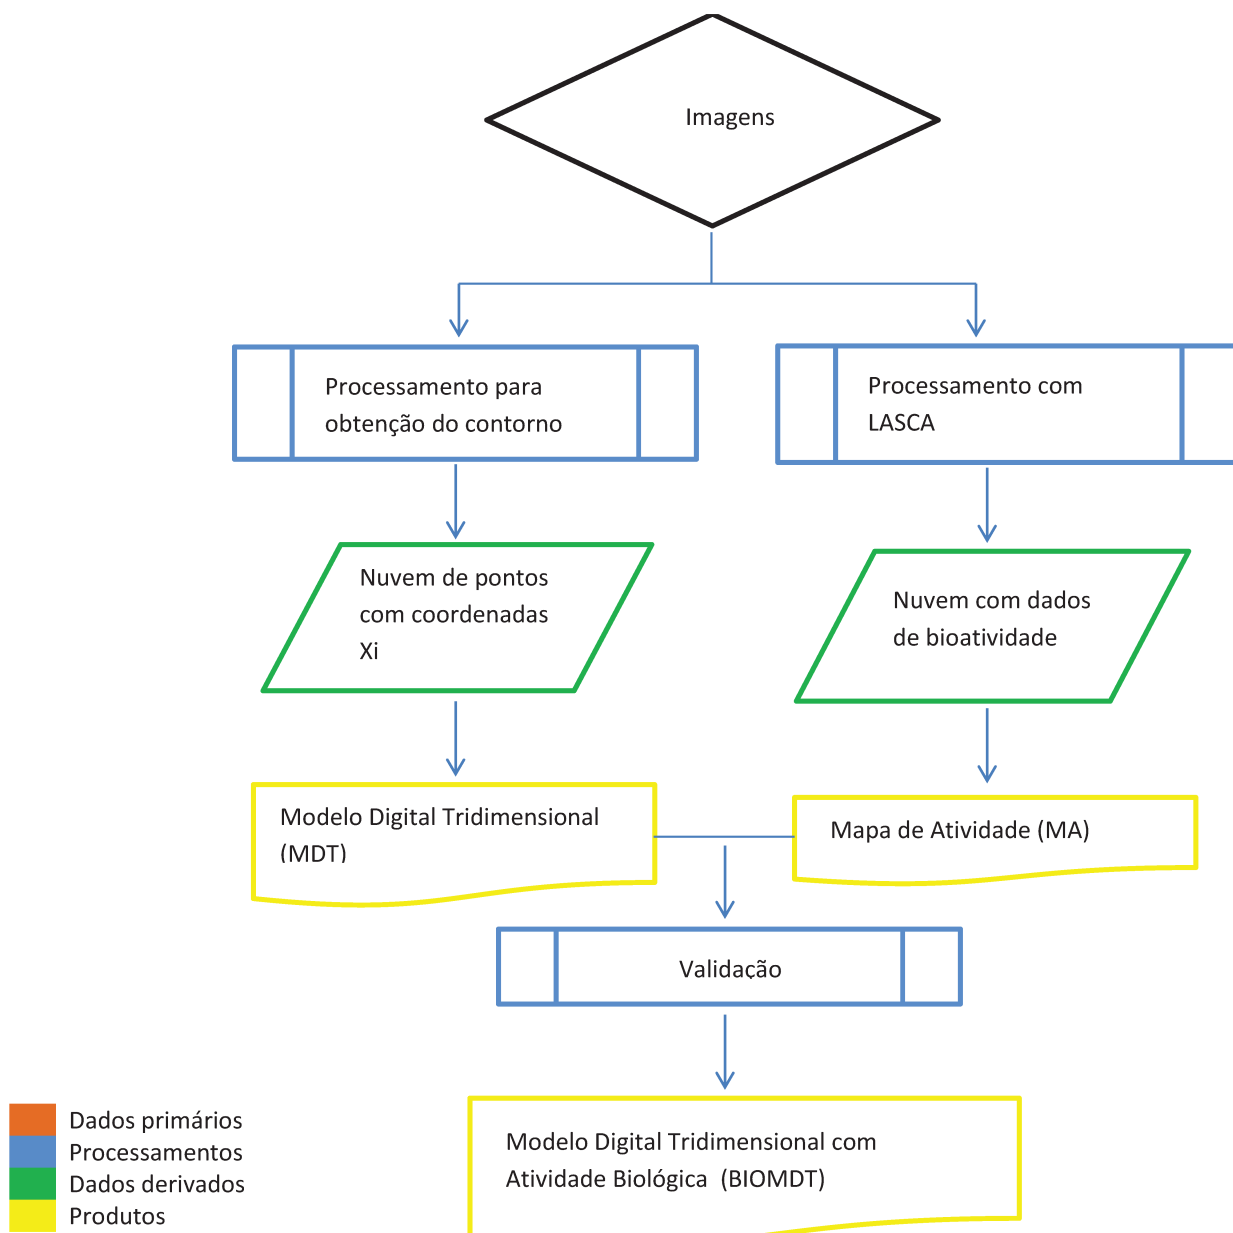 Imagens
Processamento para
obtenção do contorno
Processamento com
LASCA
Nuvem de pontos
com coordenadas
Xi
Nuvem com dados
de bioatividade
Modelo Digital Tridimensional
(MDT)
Mapa de Atividade (MA)
Validação
Modelo Digital Tridimensional com
Atividade Biológica (BIOMDT)
Dados primários
Processamentos
Dados derivados
Produtos